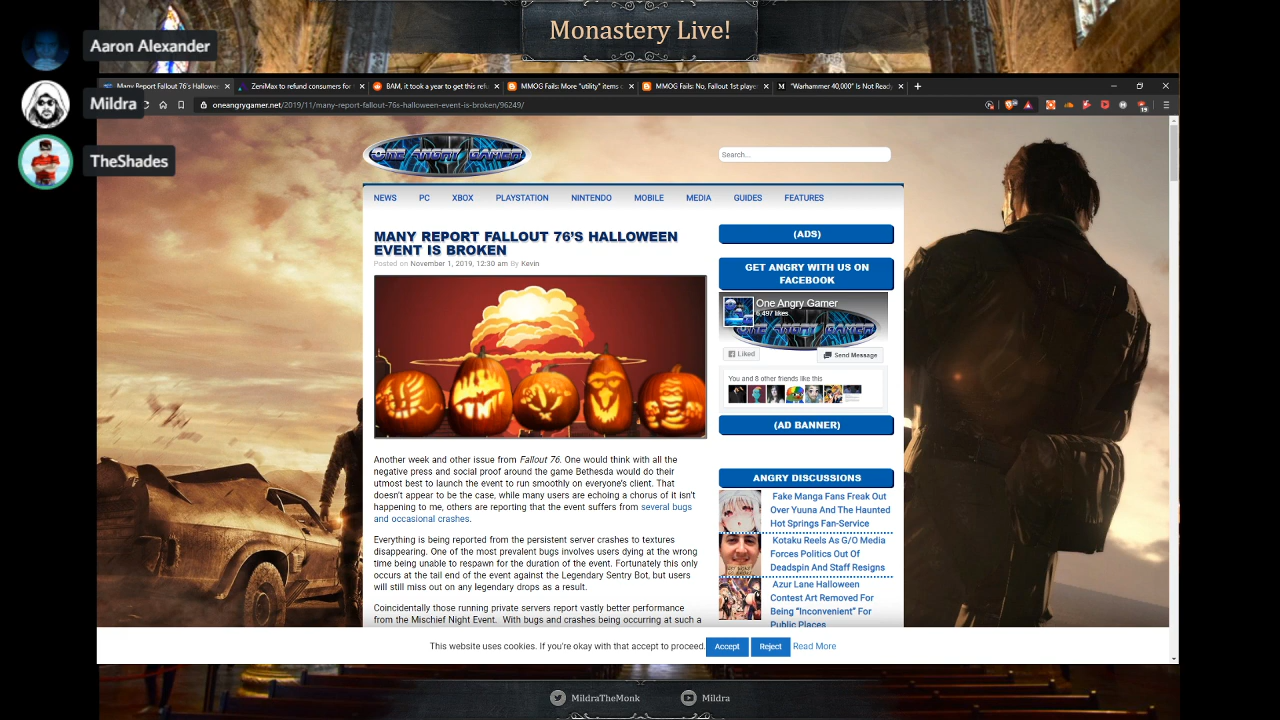 Monastery Live!
Aaron Alexander
Mildra
TheShades
Many Report Fallout 76's Hallowe
ZeniMax to refund consumers for
BAM, it took a year to get this refu
MMOG Fails: More "utility" items c
MMOG Fails: No, Fallout 1st player
"Warhammer 40,000" Is Not Ready
oneangrygamer.net/2019/11/many-report-fallout-76s-halloween-event-is-broken/96249/
ONE ANGRY GAMER
Search...
NEWS PC XBOX PLAYSTATION NINTENDO MOBILE MEDIA GUIDES FEATURES
MANY REPORT FALLOUT 76'S HALLOWEEN
EVENT IS BROKEN
Posted on November 1, 2019, 12:30 am By Kevin
Another week and other issue from Fallout 76. One would think with all the
negative press and social proof around the game Bethesda would do their
utmost best to launch the event to run smoothly on everyone's client. That
doesn't appear to be the case, while many users are echoing a chorus of it isn't
happening to me, others are reporting that the event suffers from several bugs
and occasional crashes.
Everything is being reported from the persistent server crashes to textures
disappearing. One of the most prevalent bugs involves users dying at the wrong
time being unable to respawn for the duration of the event. Fortunately this only
occurs at the tail end of the event against the Legendary Sentry Bot, but users
will still miss out on any legendary drops as a result.
Coincidentally those running private servers report vastly better performance
from the Mischief Night Event. With bugs and crashes being occurring at such a
(ADS)
GET ANGRY WITH US ON
FACEBOOK
One Angry Gamer
6,497 likes
ONE ANGRY GAMER
Liked
Send Message
You and 8 other friends like this
(AD BANNER)
ANGRY DISCUSSIONS
Fake Manga Fans Freak Out
Over Yuuna And The Haunted
Hot Springs Fan-Service
Kotaku Reels As G/O Media
Forces Politics Out Of
Deadspin And Staff Resigns
Azur Lane Halloween
Contest Art Removed For
Being "Inconvenient" For
Public Places
This website uses cookies. If you're okay with that accept to proceed.
Accept
Reject
Read More
MildraTheMonk
Mildra